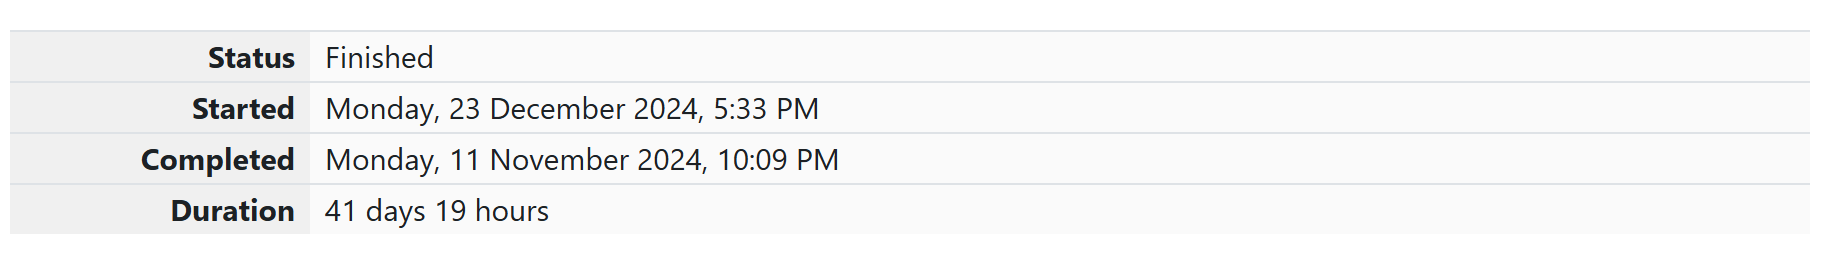 Status Finished
Started Monday, 23 December 2024, 5:33 PM
Completed Monday, 11 November 2024, 10:09 PM
Duration 41 days 19 hours